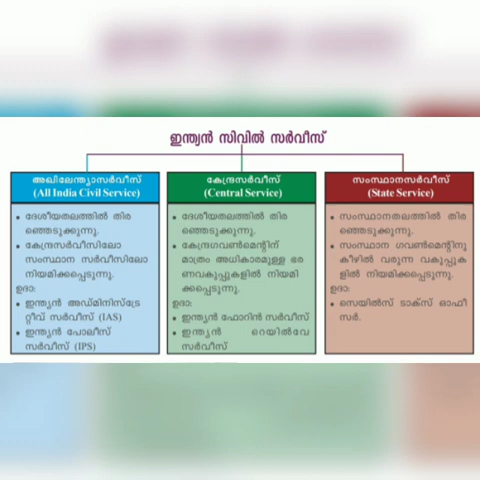 ഇന്ത്യൻ സിവിൽ സർവീസ്
അഖിലേന്ത്യാസർവീസ്
(All India Civil Service)
• ദേശീയതലത്തിൽ തിര
ഞ്ഞെടുക്കുന്നു.
• കേന്ദ്രസർവീസിലോ
സംസ്ഥാന സർവീസിലോ
നിയമിക്കപ്പെടുന്നു.
ഉദാ:
• ഇന്ത്യൻ അഡ്മിനിസ്ട്രേ
റ്റീവ് സർവീസ് (IAS)
• ഇന്ത്യൻ പോലീസ്
സർവീസ് (IPS)
കേന്ദ്രസർവീസ്
(Central Service)
• ദേശീയതലത്തിൽ തിര
ഞ്ഞെടുക്കുന്നു.
• കേന്ദ്രഗവൺമെന്റിന്
മാത്രം അധികാരമുള്ള ഭര
ണവകുപ്പുകളിൽ നിയമി
ക്കപ്പെടുന്നു.
ഉദാ:
• ഇന്ത്യൻ ഫോറിൻ സർവീസ്
• ഇന്ത്യൻ റെയിൽവേ
സർവീസ്
സംസ്ഥാനസർവീസ്
(State Service)
• സംസ്ഥാനതലത്തിൽ തിര
ഞ്ഞെടുക്കുന്നു.
• സംസ്ഥാന ഗവൺമെന്റിനു
കീഴിൽ വരുന്ന വകുപ്പുക
ളിൽ നിയമിക്കപ്പെടുന്നു.
ഉദാ:
• സെയിൽസ് ടാക്സ് ഓഫീ
സർ.